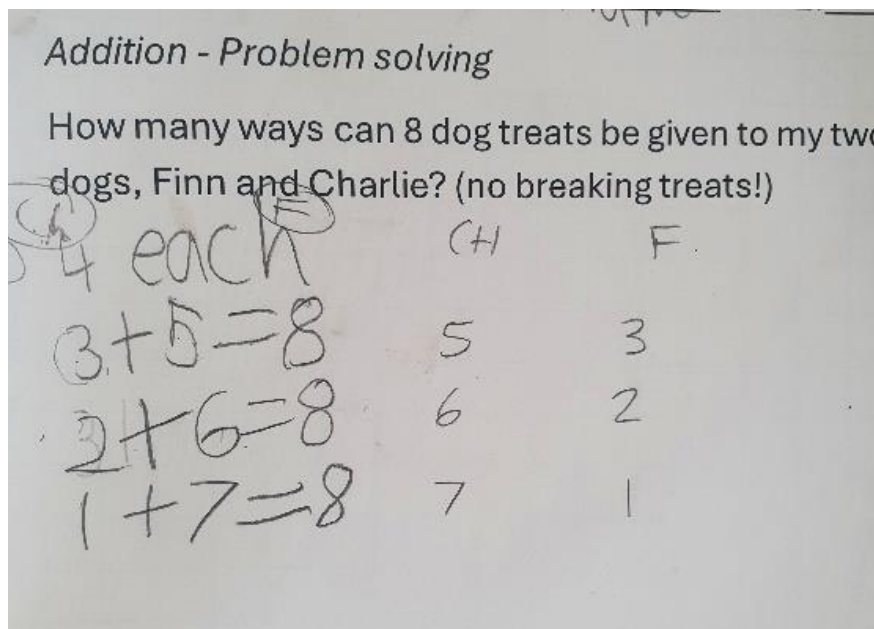 Addition - Problem solving
How many ways can 8 dog treats be given to my
dogs, Finn and Charlie? (no breaking treats!)
Ch F
4 each CH F.
3+5=8 5 3
2+6=8 6 2
1+7=8 7 1